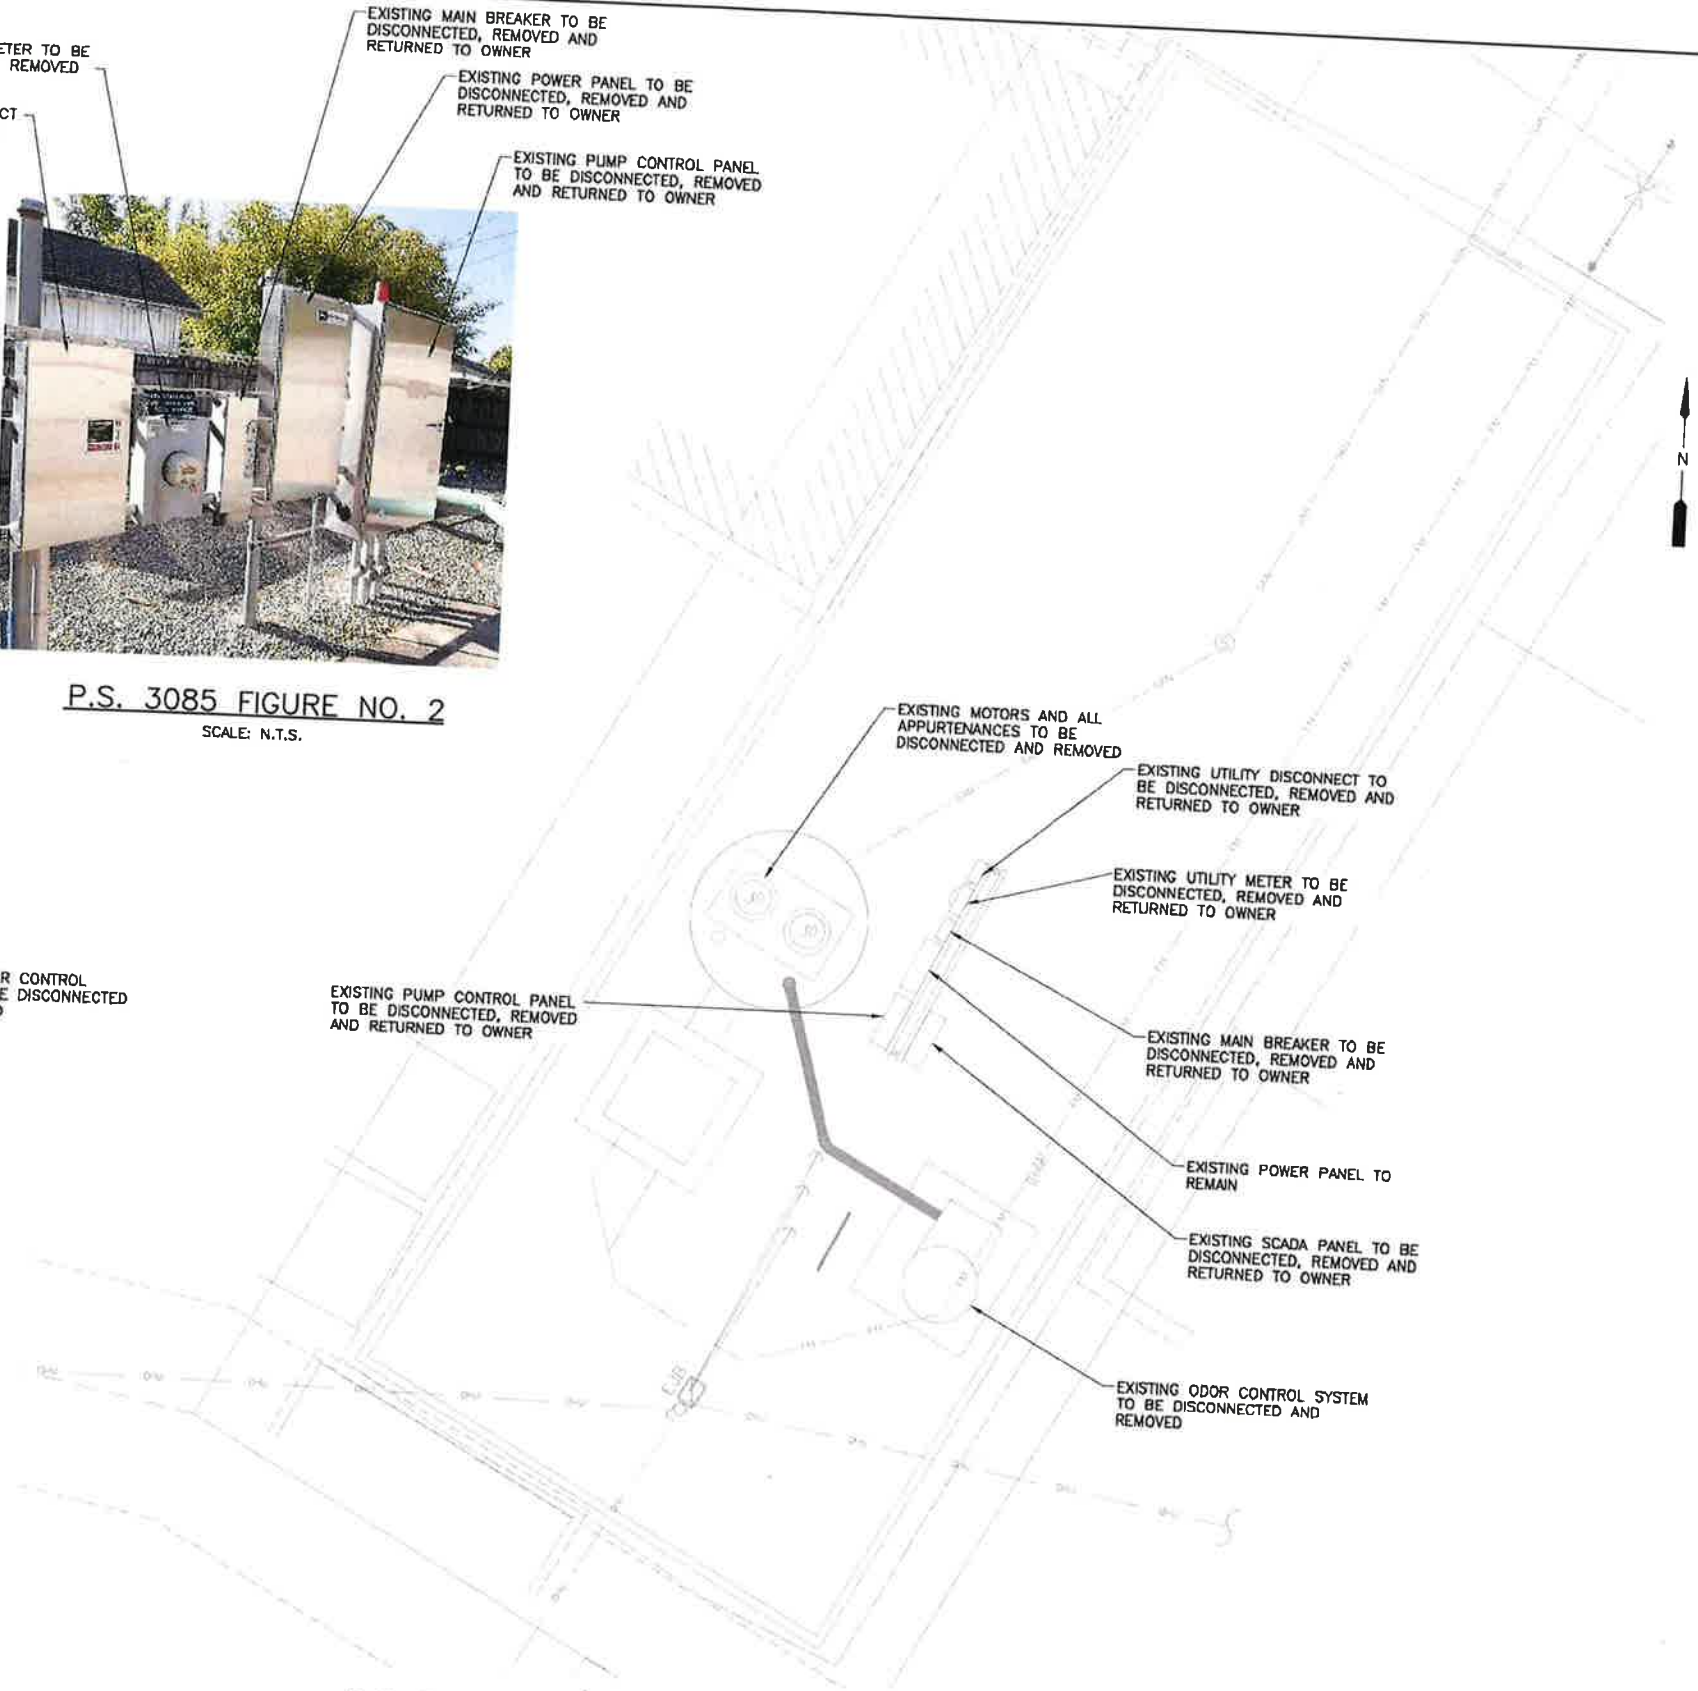 EXISTING MAIN BREAKER TO BE
DISCONNECTED, REMOVED AND
RETURNED TO OWNER
ETER TO BE
REMOVED
EXISTING POWER PANEL TO BE
DISCONNECTED, REMOVED AND
RETURNED TO OWNER
CT
EXISTING PUMP CONTROL PANEL
TO BE DISCONNECTED, REMOVED
AND RETURNED TO OWNER
N
P.S. 3085 FIGURE NO. 2
SCALE: N.T.S.
EXISTING MOTORS AND ALL
APPURTENANCES TO BE
DISCONNECTED AND REMOVED
EXISTING UTILITY DISCONNECT TO
BE DISCONNECTED, REMOVED AND
RETURNED TO OWNER
EXISTING UTILITY METER TO BE
DISCONNECTED, REMOVED AND
RETURNED TO OWNER
R CONTROL
E DISCONNECTED
EXISTING PUMP CONTROL PANEL
TO BE DISCONNECTED, REMOVED
AND RETURNED TO OWNER
EXISTING MAIN BREAKER TO BE
DISCONNECTED, REMOVED AND
RETURNED TO OWNER
EXISTING POWER PANEL TO
REMAIN
EXISTING SCADA PANEL TO BE
DISCONNECTED, REMOVED AND
RETURNED TO OWNER
EJB
EXISTING ODOR CONTROL SYSTEM
TO BE DISCONNECTED AND
REMOVED